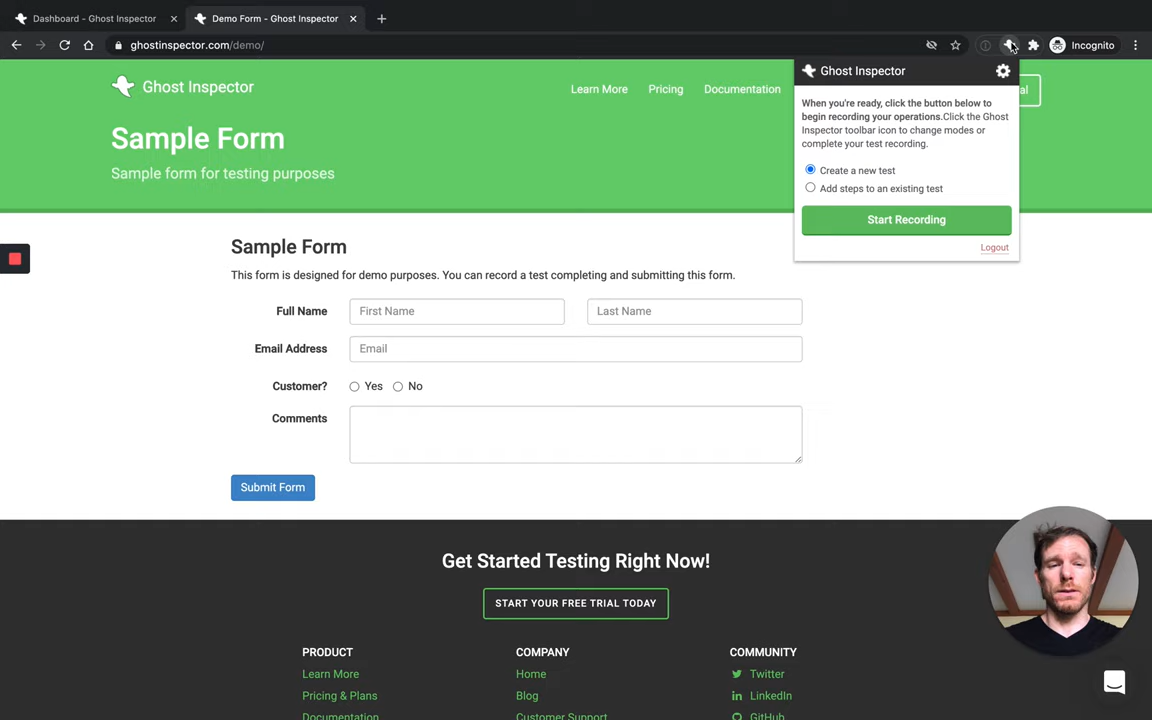 Dashboard - Ghost Inspector
Demo Form - Ghost Inspector
ghostinspector.com/demo/
Incognito
Ghost Inspector
Learn More
Pricing
Documentation
al
Ghost Inspector
When you're ready, click the button below to
begin recording your operations.Click the Ghost
Inspector toolbar icon to change modes or
complete your test recording.
Create a new test
Add steps to an existing test
Start Recording
Logout
Sample Form
Sample form for testing purposes
Sample Form
This form is designed for demo purposes. You can record a test completing and submitting this form.
Full Name
First Name
Last Name
Email Address
Email
Customer?
Yes
No
Comments
Submit Form
Get Started Testing Right Now!
START YOUR FREE TRIAL TODAY
PRODUCT
COMPANY
COMMUNITY
Learn More
Home
Twitter
Pricing & Plans
Blog
LinkedIn
Documentation
Customer Support
GitHub